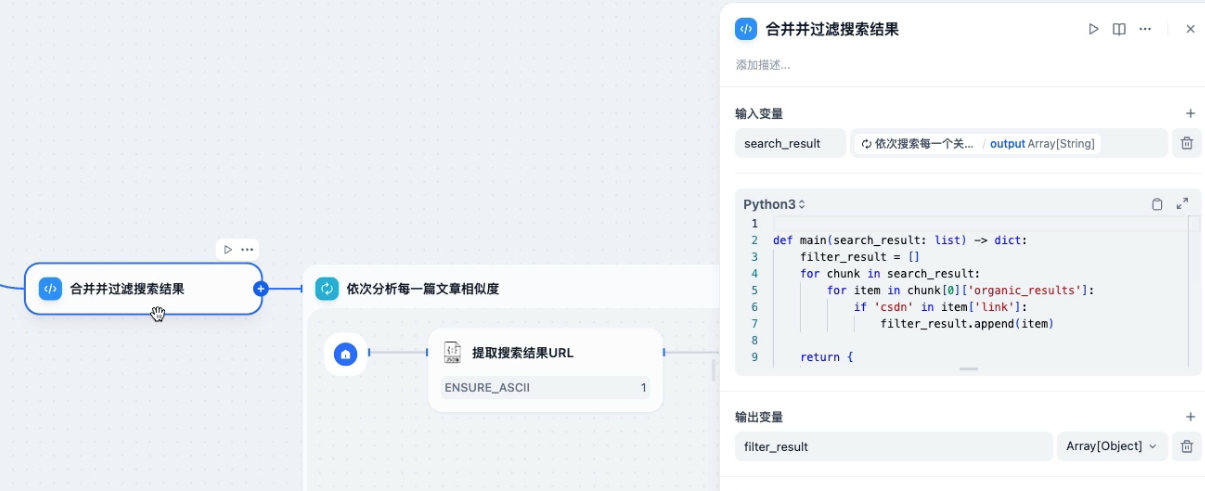 合并并过滤搜索结果
添加描述...
输入变量
search_result
依次搜索每一个关... / output Array[String]
Python3
1
2 def main(search_result: list) -> dict:
3     filter_result = []
4     for chunk in search_result:
5         for item in chunk[0]['organic_results']:
6             if 'csdn' in item['link']:
7                 filter_result.append(item)
8
9     return {
输出变量
filter_result Array[Object]
合并并过滤搜索结果
依次分析每一篇文章相似度
提取搜索结果URL
ENSURE_ASCII 1